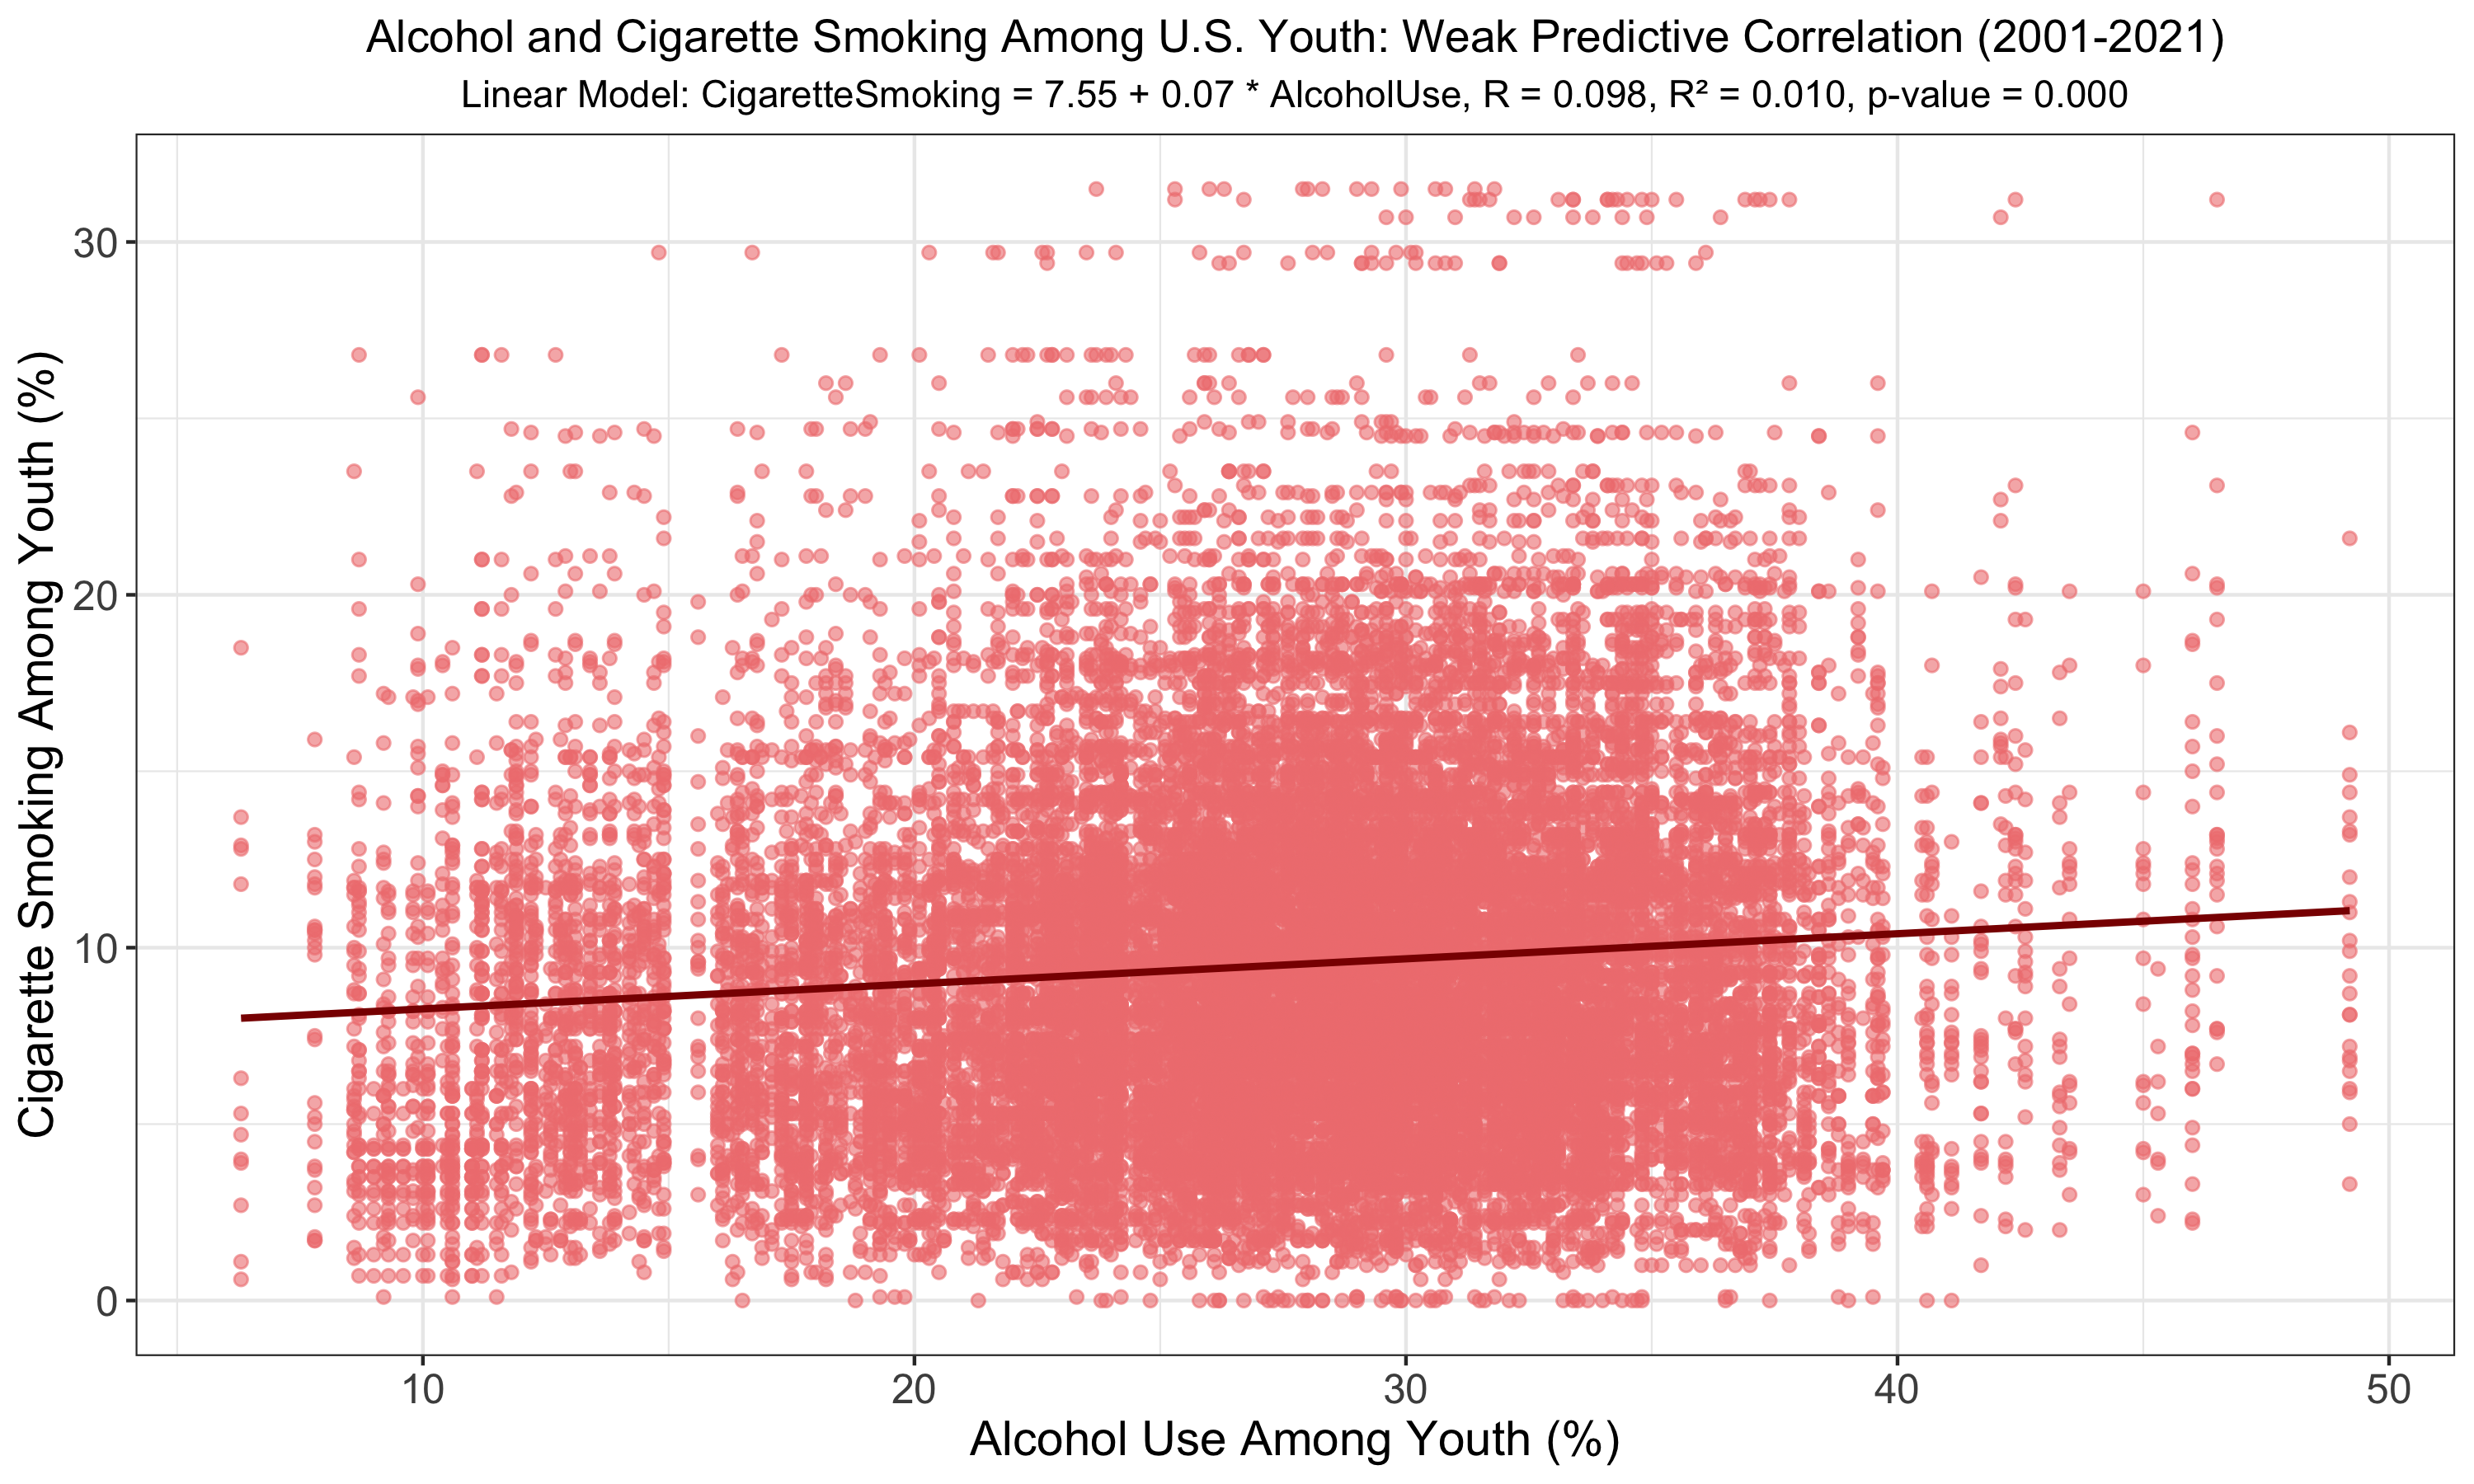 Alcohol and Cigarette Smoking Among U.S. Youth: Weak Predictive Correlation (2001-2021)
Linear Model: CigaretteSmoking = 7.55 + 0.07 * AlcoholUse, R = 0.098, R² = 0.010, p-value = 0.000
Cigarette Smoking Among Youth (%)
30
20
10
0
10 20 30 40 50
Alcohol Use Among Youth (%)